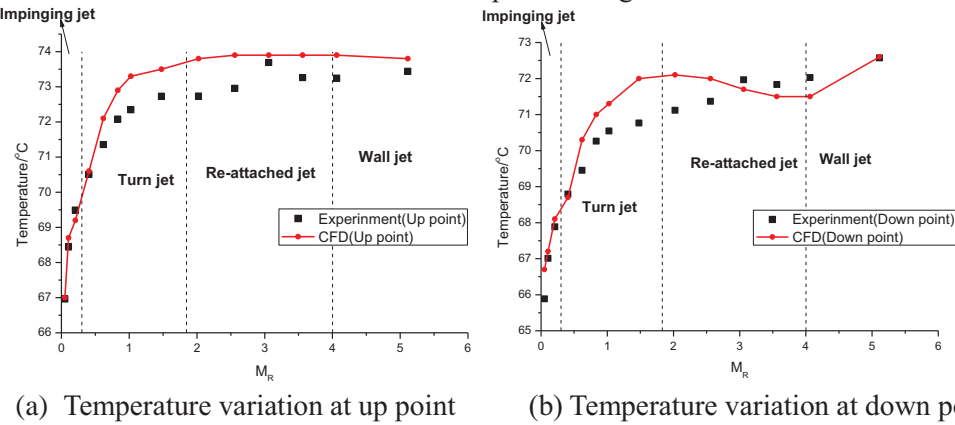 Impinging jet
Impinging jet
74
73
72
71
70
69
68
67
66
Temperature/°C
Turn jet
Re-attached jet
Wall jet
Experinment(Up point)
CFD(Up point)
0 1 2 3 4 5 6
M_R
73
72
71
70
69
68
67
66
65
Temperature/°C
Turn jet
Re-attached jet
Wall jet
Experinment(Down point)
CFD(Down point)
0 1 2 3 4 5 6
M_R
(a) Temperature variation at up point
(b) Temperature variation at down po